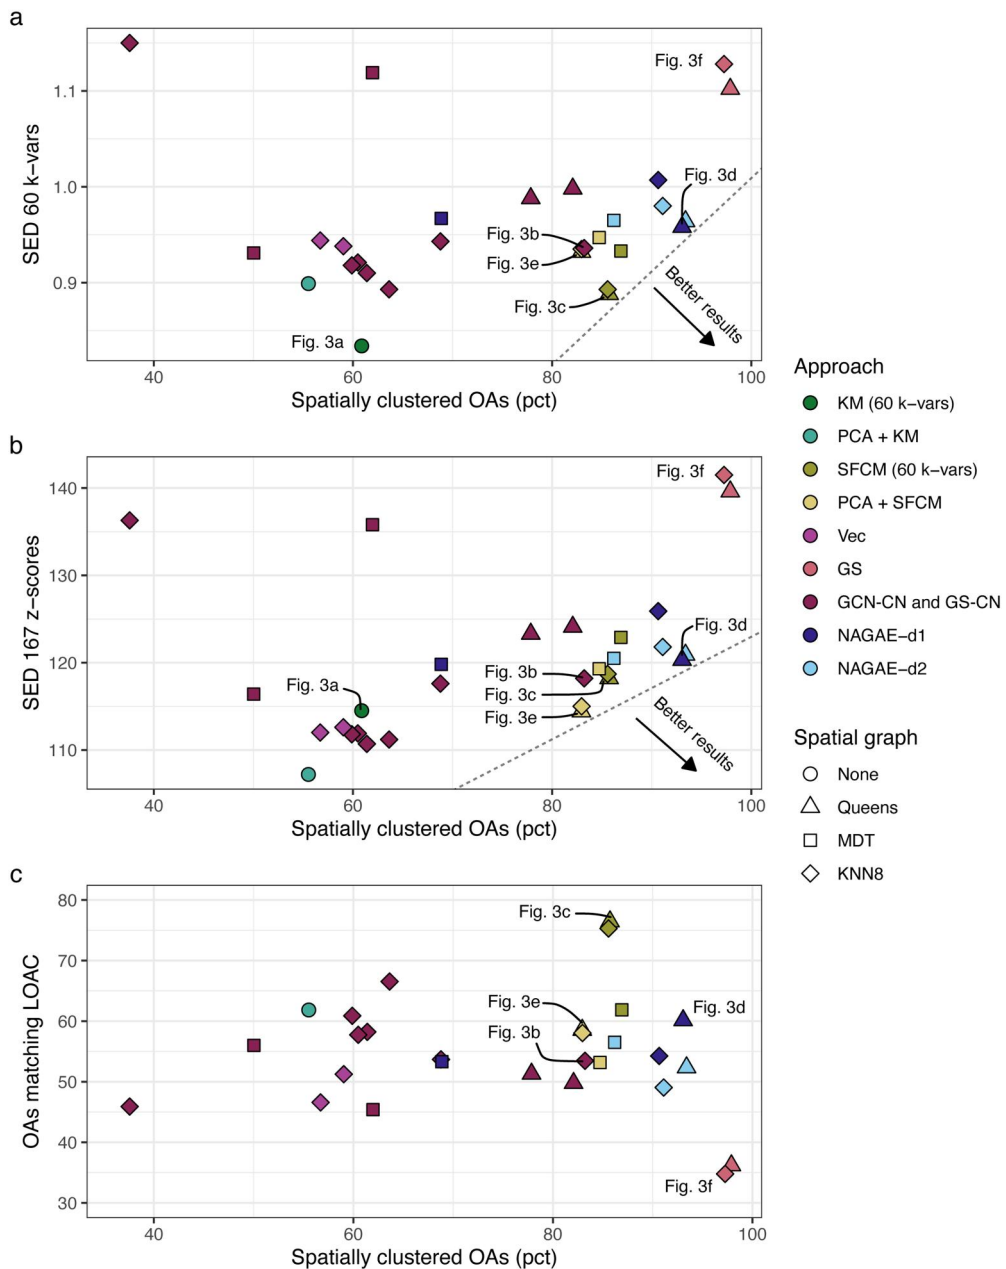 a
SED 60 k−vars
1.1
1.0
0.9
Fig. 3f
Fig. 3d
Fig. 3b
Fig. 3e
Fig. 3c
Fig. 3a
Better results
40
60
80
100
Spatially clustered OAs (pct)
b
SED 167 z−scores
140
130
120
110
Fig. 3f
Fig. 3d
Fig. 3b
Fig. 3a
Fig. 3c
Fig. 3e
Better results
40
60
80
100
Spatially clustered OAs (pct)
c
OAs matching LOAC
80
70
60
50
40
30
Fig. 3c
Fig. 3e
Fig. 3d
Fig. 3b
Fig. 3f
40
60
80
100
Spatially clustered OAs (pct)
Approach
KM (60 k−vars)
PCA + KM
SFCM (60 k−vars)
PCA + SFCM
Vec
GS
GCN-CN and GS-CN
NAGAE−d1
NAGAE−d2
Spatial graph
None
Queens
MDT
KNN8